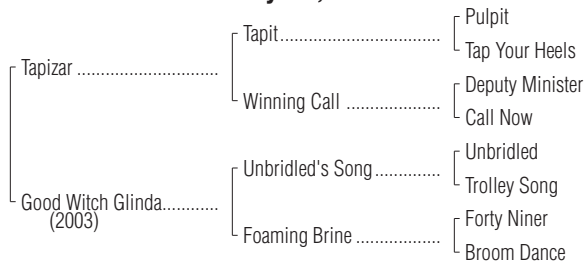 Pulpit
Tapit
Tap Your Heels
Tapizar
Deputy Minister
Winning Call
Call Now
Unbridled
Unbridled's Song
Trolley Song
Good Witch Glinda
(2003)
Forty Niner
Foaming Brine
Broom Dance